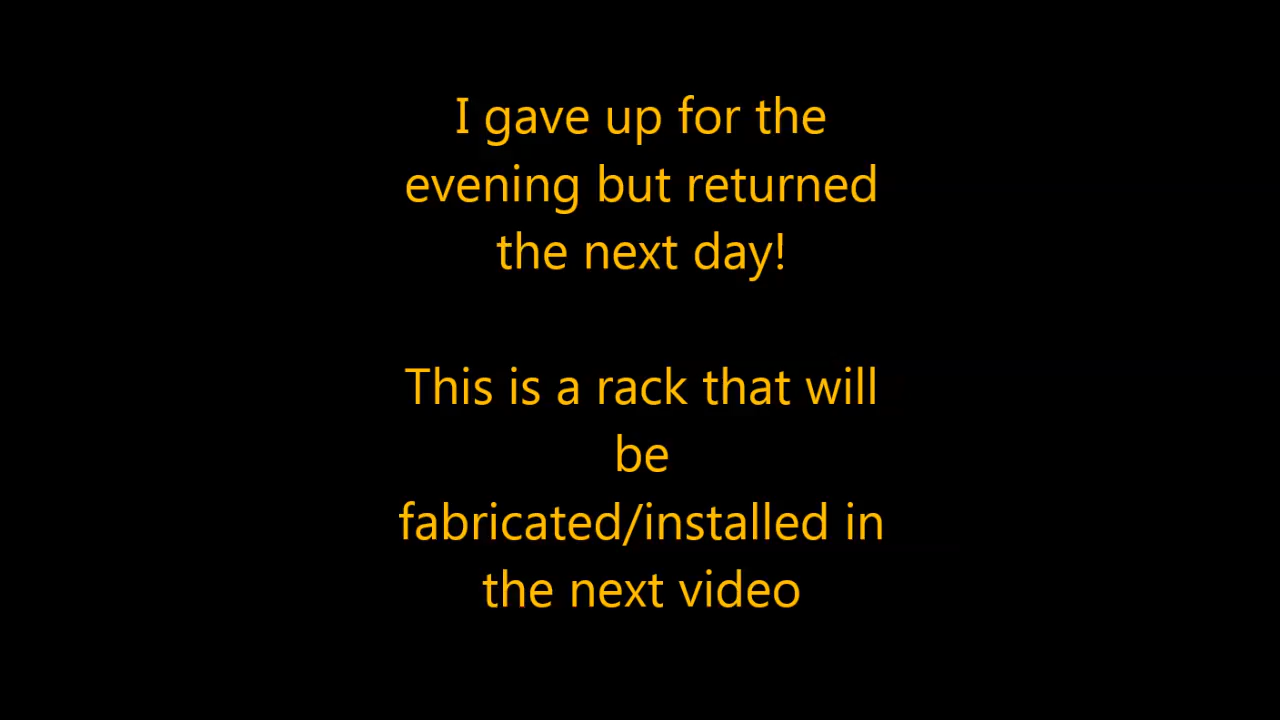 I gave up for the
evening but returned
the next day!
This is a rack that will
be
fabricated/installed in
the next video